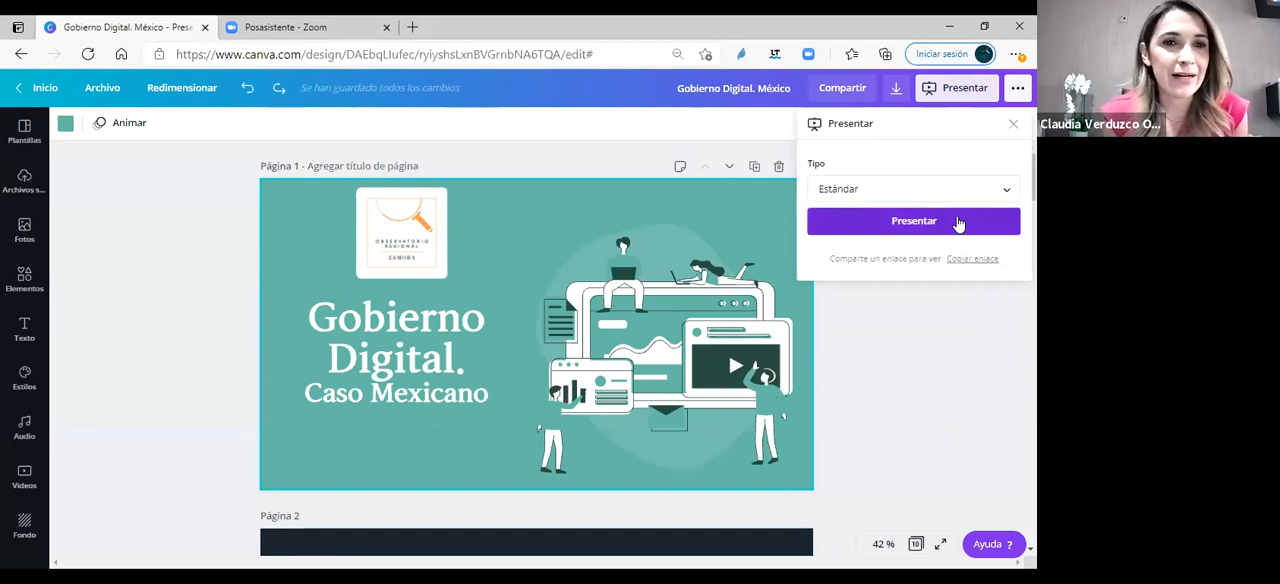 Gobierno Digital. México - Prese
Posasistente - Zoom
https://www.canva.com/design/DAEbqLIufec/ryiyshsLxnBVGrnbNA6TQA/edit#
Iniciar sesión
Inicio
Archivo
Redimensionar
Se han guardado todos los cambios
Gobierno Digital. México
Compartir
Presentar
Plantillas
Archivos s...
Fotos
Elementos
Texto
Estilos
Audio
Videos
Fondo
Animar
Página 1 - Agregar título de página
OBSERVATORIO
REGIONAL
ZAMORA
Gobierno
Digital.
Caso Mexicano
Página 2
Presentar
Tipo
Estándar
Presentar
Comparte un enlace para ver Copiar enlace
42 %
10
Ayuda ?
Claudia Verduzco O...